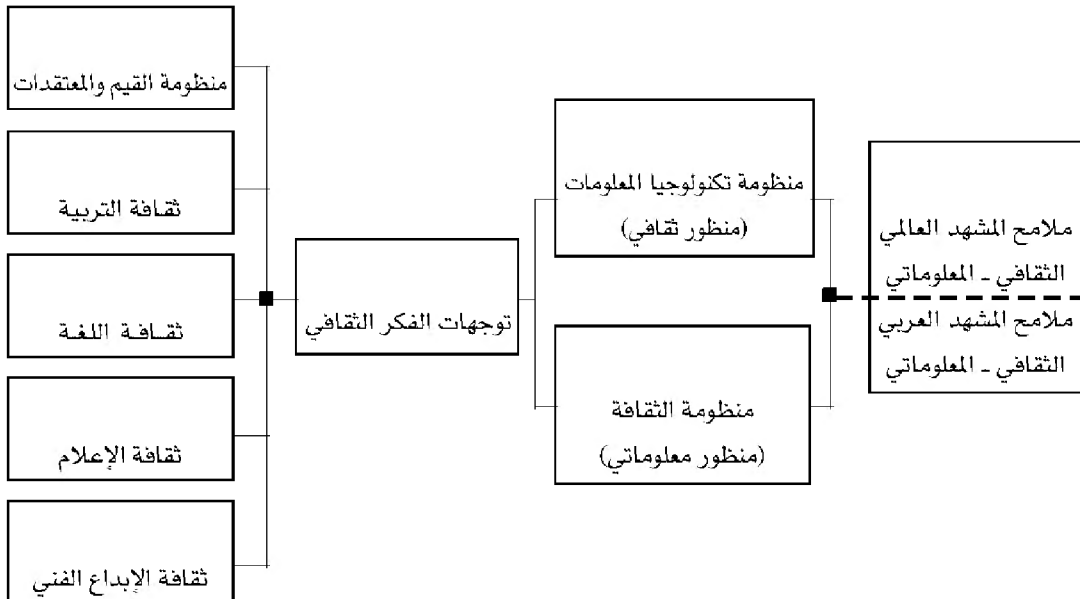 ملامح المشهد العالمي
الثقافي ـ المعلوماتي
ملامح المشهد العربي
الثقافي ـ المعلوماتي
منظومة تكنولوجيا المعلومات
(منظور ثقافي)
منظومة الثقافة
(منظور معلوماتي)
توجهات الفكر الثقافي
منظومة القيم والمعتقدات
ثقافة التربية
ثقافة اللغة
ثقافة الإعلام
ثقافة الإبداع الفني